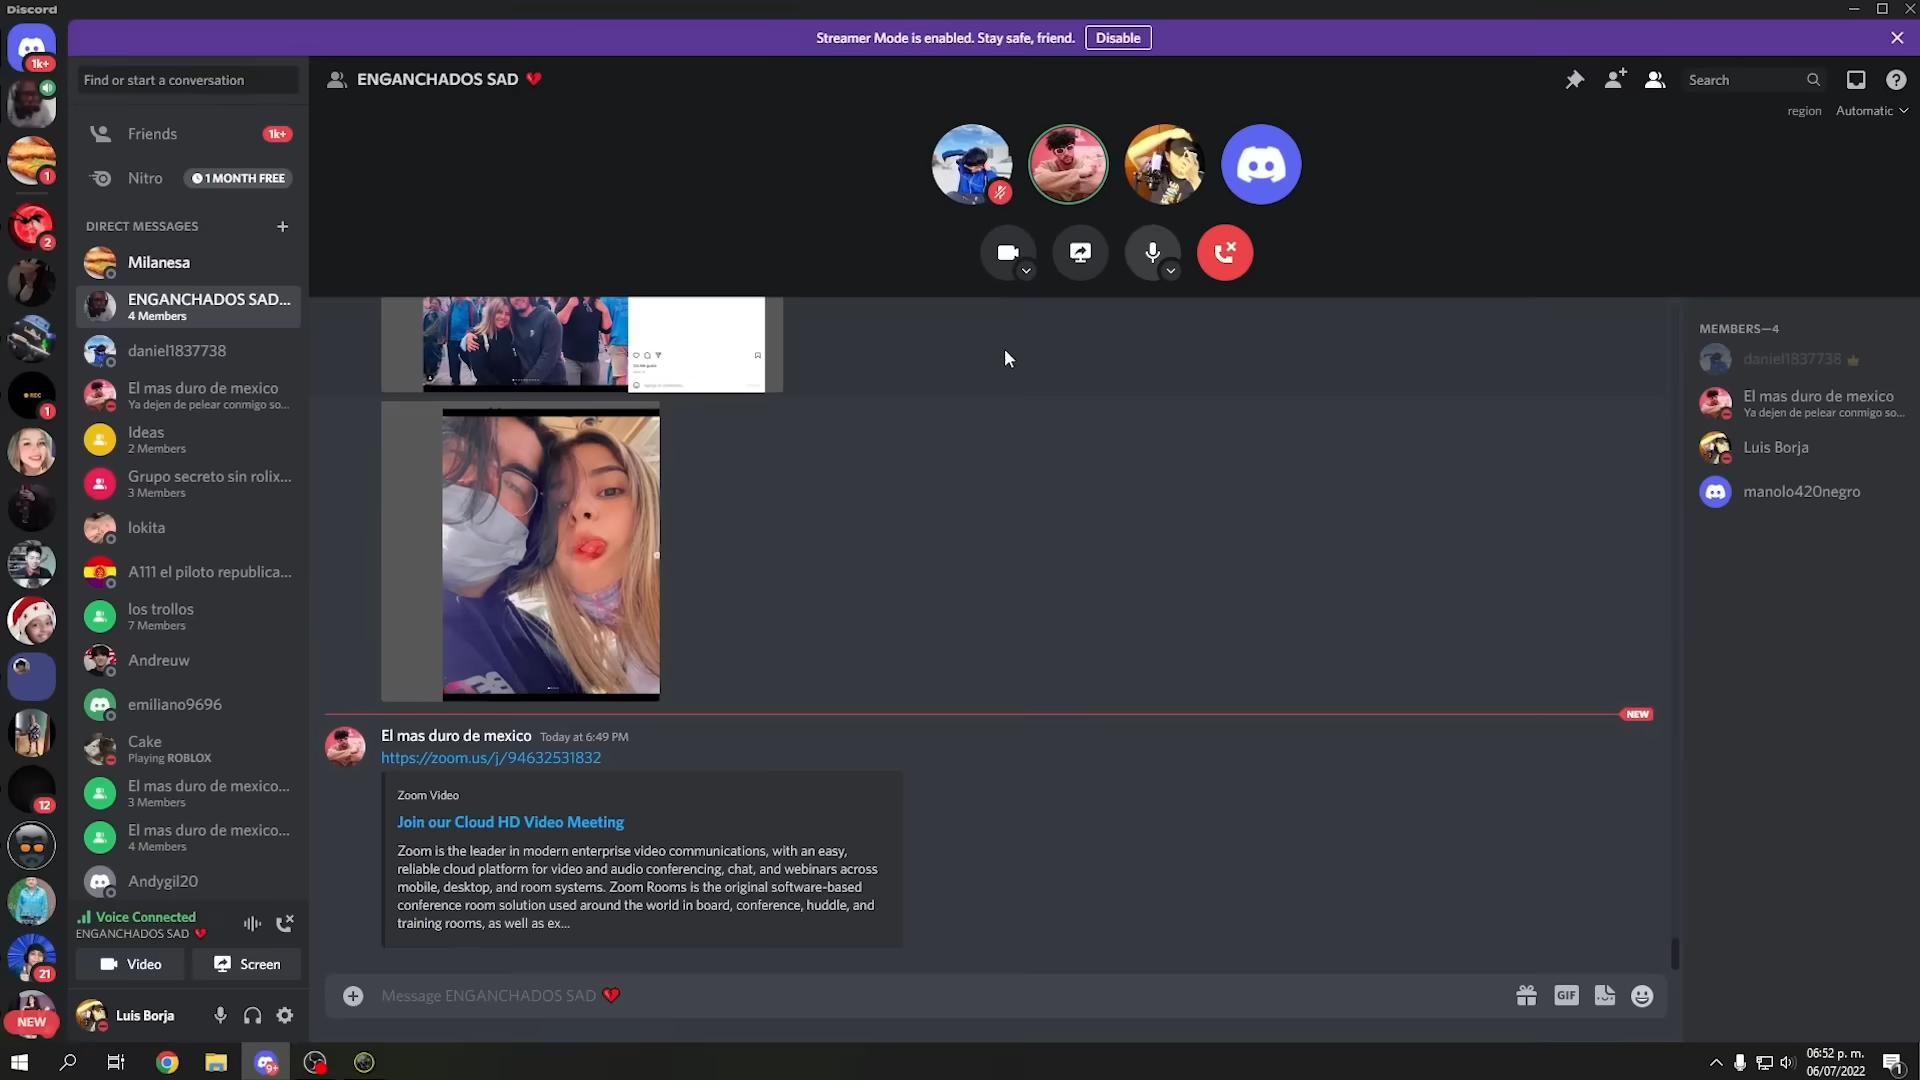 Discord
Streamer Mode is enabled. Stay safe, friend.
Disable
1k+
Find or start a conversation
ENGANCHADOS SAD 💔
Search
region Automatic
Friends
1k+
Nitro
1 MONTH FREE
DIRECT MESSAGES
Milanesa
ENGANCHADOS SAD...
4 Members
daniel1837738
El mas duro de mexico
Ya dejen de pelear conmigo so...
Ideas
2 Members
Grupo secreto sin rolix...
3 Members
lokita
A111 el piloto republica...
los trollos
7 Members
Andreuw
emiliano9696
Cake
Playing ROBLOX
El mas duro de mexico...
3 Members
El mas duro de mexico...
4 Members
Andygil20
Voice Connected
ENGANCHADOS SAD 💔
Video
Screen
Luis Borja
1
2
REC
1
12
21
NEW
NEW
El mas duro de mexico Today at 6:49 PM
https://zoom.us/j/94632531832
Zoom Video
Join our Cloud HD Video Meeting
Zoom is the leader in modern enterprise video communications, with an easy,
reliable cloud platform for video and audio conferencing, chat, and webinars across
mobile, desktop, and room systems. Zoom Rooms is the original software-based
conference room solution used around the world in board, conference, huddle, and
training rooms, as well as ex...
Message ENGANCHADOS SAD 💔
GIF
MEMBERS—4
daniel1837738
El mas duro de mexico
Ya dejen de pelear conmigo so...
Luis Borja
manolo420negro
9+
06:52 p. m.
06/07/2022
1